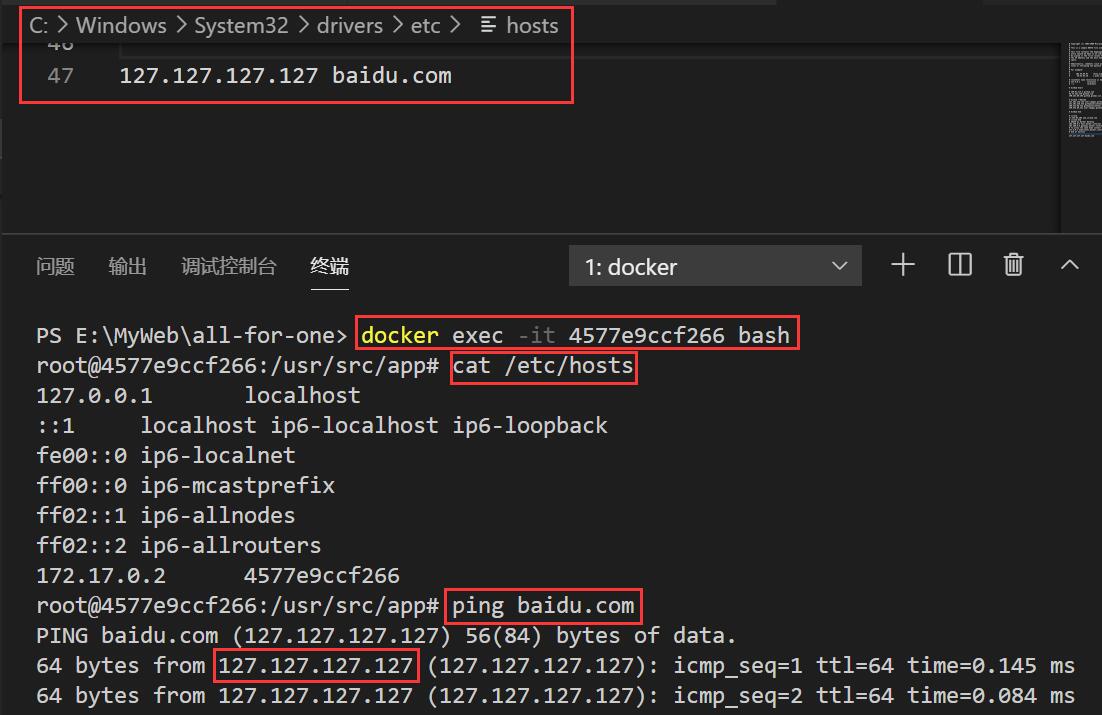 C: > Windows > System32 > drivers > etc > hosts
46
47 127.127.127.127 baidu.com
问题 输出 调试控制台 终端 1: docker
PS E:\MyWeb\all-for-one> docker exec -it 4577e9ccf266 bash
root@4577e9ccf266:/usr/src/app# cat /etc/hosts
127.0.0.1 localhost
::1 localhost ip6-localhost ip6-loopback
fe00::0 ip6-localnet
ff00::0 ip6-mcastprefix
ff02::1 ip6-allnodes
ff02::2 ip6-allrouters
172.17.0.2 4577e9ccf266
root@4577e9ccf266:/usr/src/app# ping baidu.com
PING baidu.com (127.127.127.127) 56(84) bytes of data.
64 bytes from 127.127.127.127 (127.127.127.127): icmp_seq=1 ttl=64 time=0.145 ms
64 bytes from 127.127.127.127 (127.127.127.127): icmp_seq=2 ttl=64 time=0.084 ms